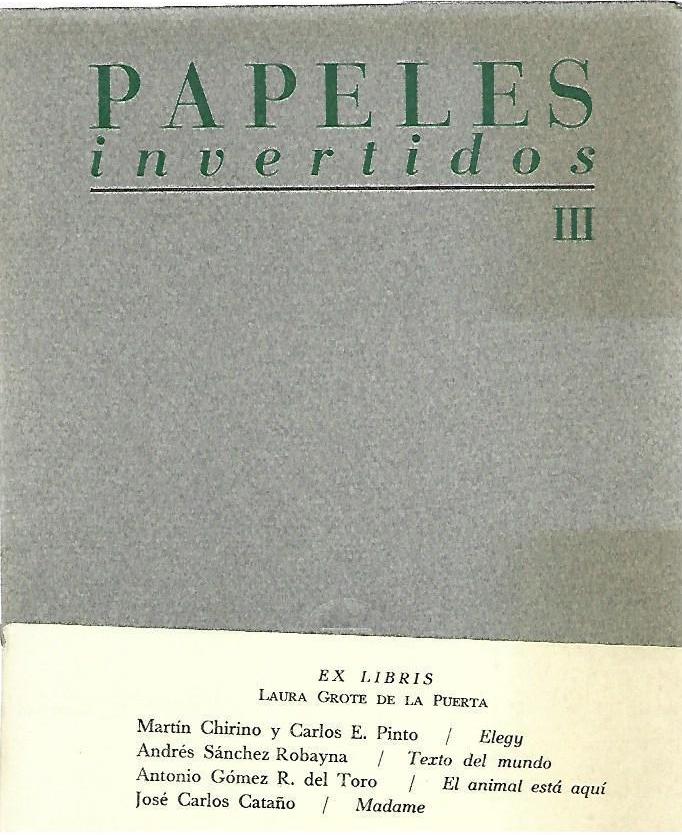 PAPELES
invertidos
III
EX LIBRIS
LAURA GROTE DE LA PUERTA
Martín Chirino y Carlos E. Pinto / Elegy
Andrés Sánchez Robayna / Texto del mundo
Antonio Gómez R. del Toro / El animal está aquí
José Carlos Cataño / Madame